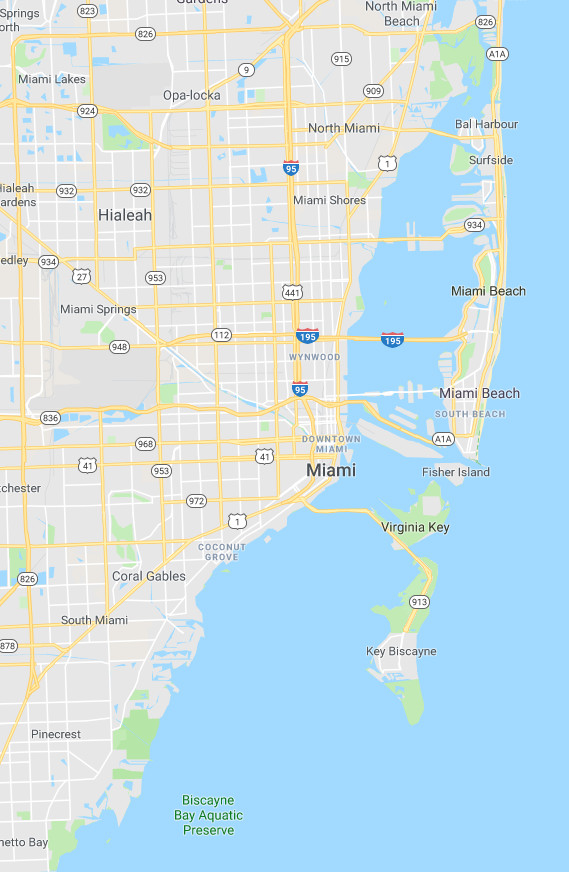 Gardens
North Miami
Beach
Springs
orth
823
826
826
A1A
915
9
Miami Lakes
909
Opa-locka
924
Bal Harbour
North Miami
Surfside
1
95
Hialeah
ardens
932
932
Miami Shores
Hialeah
934
edley
934
27
953
441
Miami Beach
Miami Springs
112
195
195
948
WYNWOOD
95
Miami Beach
SOUTH BEACH
836
A1A
DOWNTOWN
MIAMI
968
41
41
953
Miami
Fisher Island
chester
972
1
Virginia Key
COCONUT
GROVE
Coral Gables
826
913
South Miami
878
Key Biscayne
Pinecrest
Biscayne
Bay Aquatic
Preserve
netto Bay